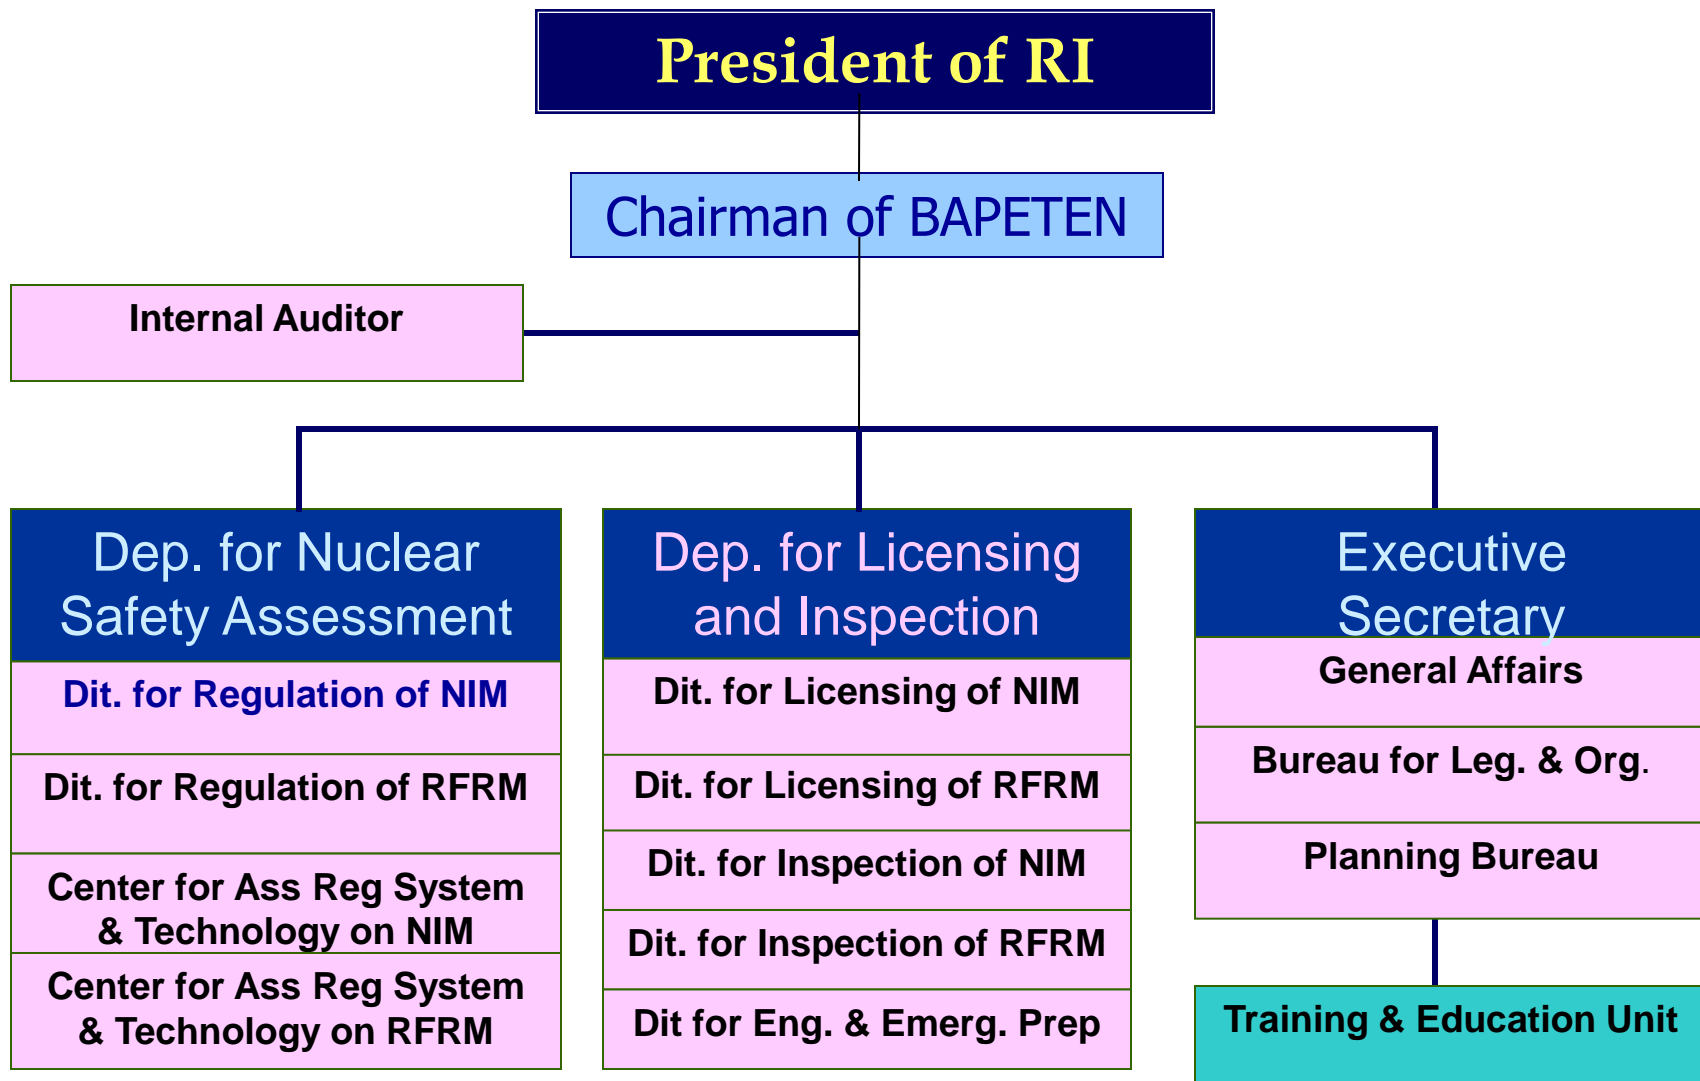 President of RI
Chairman of BAPETEN
Internal Auditor
Dep. for Nuclear
Safety Assessment
Dit. for Regulation of NIM
Dit. for Regulation of RFRM
Center for Ass Reg System
& Technology on NIM
Center for Ass Reg System
& Technology on RFRM
Dep. for Licensing
and Inspection
Dit. for Licensing of NIM
Dit. for Licensing of RFRM
Dit. for Inspection of NIM
Dit. for Inspection of RFRM
Dit for Eng. & Emerg. Prep
Executive
Secretary
General Affairs
Bureau for Leg. & Org.
Planning Bureau
Training & Education Unit